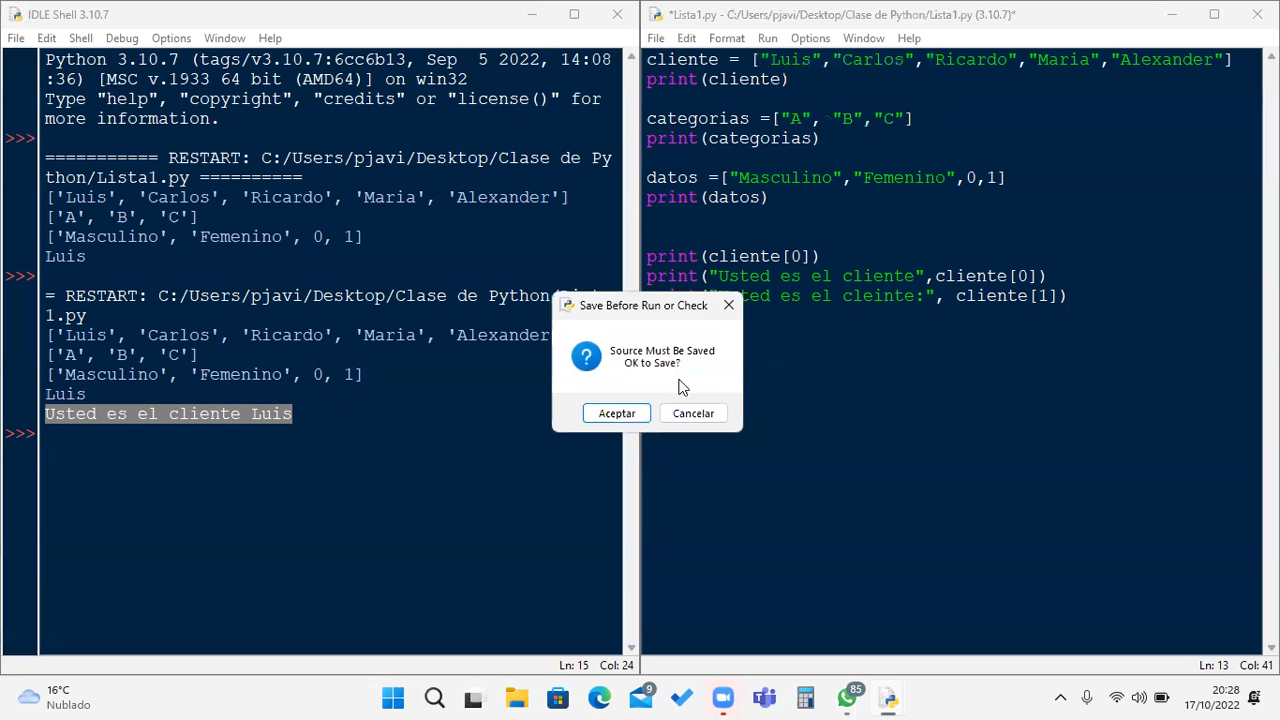 IDLE Shell 3.10.7
File Edit Shell Debug Options Window Help
Python 3.10.7 (tags/v3.10.7:6cc6b13, Sep 5 2022, 14:08
:36) [MSC v.1933 64 bit (AMD64)] on win32
Type "help", "copyright", "credits" or "license()" for
more information.
>>>
=========== RESTART: C:/Users/pjavi/Desktop/Clase de Py
thon/Lista1.py ==========
['Luis', 'Carlos', 'Ricardo', 'Maria', 'Alexander']
['A', 'B', 'C']
['Masculino', 'Femenino', 0, 1]
Luis
>>>
= RESTART: C:/Users/pjavi/Desktop/Clase de Python/
1.py
['Luis', 'Carlos', 'Ricardo', 'Maria', 'Alexander
['A', 'B', 'C']
['Masculino', 'Femenino', 0, 1]
Luis
Usted es el cliente Luis
>>>
Ln: 15 Col: 24
*Lista1.py - C:/Users/pjavi/Desktop/Clase de Python/Lista1.py (3.10.7)*
File Edit Format Run Options Window Help
cliente = ["Luis","Carlos","Ricardo","Maria","Alexander"]
print(cliente)
categorias =["A", "B","C"]
print(categorias)
datos =["Masculino","Femenino",0,1]
print(datos)
print(cliente[0])
print("Usted es el cliente",cliente[0])
es el cleinte:", cliente[1])
Ln: 13 Col: 41
Save Before Run or Check
Source Must Be Saved
OK to Save?
Aceptar
Cancelar
16°C
Nublado
9
85
20:28
17/10/2022